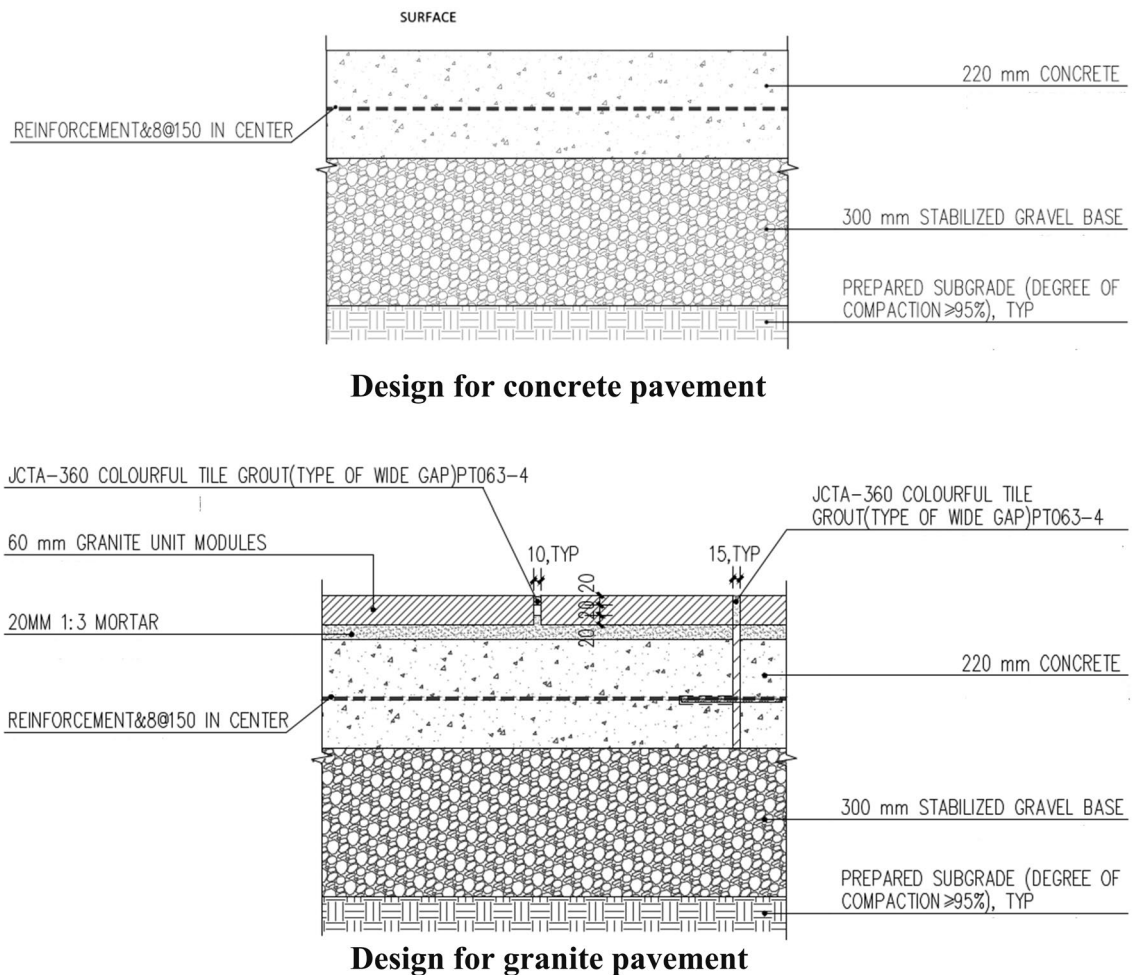 SURFACE
220 mm CONCRETE
REINFORCEMENT&8@150 IN CENTER
300 mm STABILIZED GRAVEL BASE
PREPARED SUBGRADE (DEGREE OF
COMPACTION≥95%), TYP
Design for concrete pavement
JCTA-360 COLOURFUL TILE GROUT(TYPE OF WIDE GAP)PT063-4
JCTA-360 COLOURFUL TILE
GROUT(TYPE OF WIDE GAP)PT063-4
60 mm GRANITE UNIT MODULES
10,TYP
15,TYP
20
20
20
20MM 1:3 MORTAR
220 mm CONCRETE
REINFORCEMENT&8@150 IN CENTER
300 mm STABILIZED GRAVEL BASE
PREPARED SUBGRADE (DEGREE OF
COMPACTION≥95%), TYP
Design for granite pavement